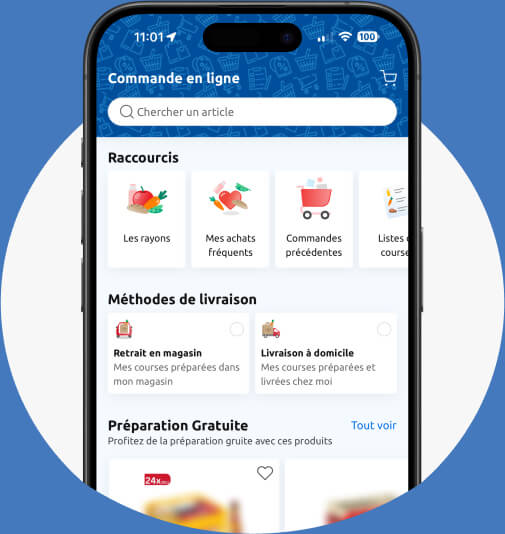 11:01
100
Commande en ligne
Chercher un article
Raccourcis
Les rayons
Mes achats
fréquents
Commandes
précédentes
Listes
course
Méthodes de livraison
Retrait en magasin
Mes courses préparées dans
mon magasin
Livraison à domicile
Mes courses préparées et
livrées chez moi
Préparation Gratuite
Tout voir
Profitez de la préparation gruite avec ces produits
24x